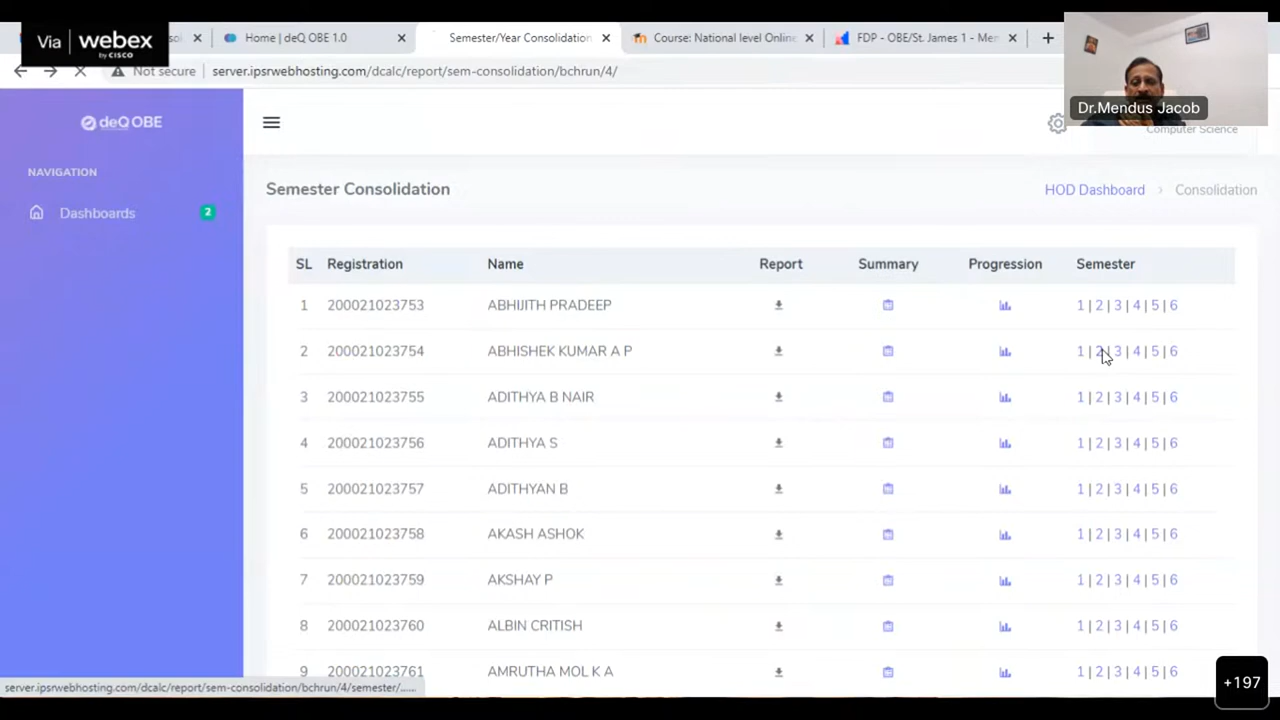 Via webex
by CISCO
Home | deQ OBE 1.0
Semester/Year Consolidation
Course: National level Online
FDP - OBE/St. James 1 - Mer
Not secure server.ipsrwebhosting.com/dcalc/report/sem-consolidation/bchrun/4/
Dr.Mendus Jacob
deQ OBE
Computer Science
NAVIGATION
Dashboards 2
Semester Consolidation
HOD Dashboard > Consolidation
SL Registration Name Report Summary Progression Semester
1 200021023753 ABHIJITH PRADEEP 1 | 2 | 3 | 4 | 5 | 6
2 200021023754 ABHISHEK KUMAR A P 1 | 2 | 3 | 4 | 5 | 6
3 200021023755 ADITHYA B NAIR 1 | 2 | 3 | 4 | 5 | 6
4 200021023756 ADITHYA S 1 | 2 | 3 | 4 | 5 | 6
5 200021023757 ADITHYAN B 1 | 2 | 3 | 4 | 5 | 6
6 200021023758 AKASH ASHOK 1 | 2 | 3 | 4 | 5 | 6
7 200021023759 AKSHAY P 1 | 2 | 3 | 4 | 5 | 6
8 200021023760 ALBIN CRITISH 1 | 2 | 3 | 4 | 5 | 6
9 200021023761 AMRUTHA MOL K A 1 | 2 | 3 | 4 | 5 | 6
server.ipsrwebhosting.com/dcalc/report/sem-consolidation/bchrun/4/semester/......
+197